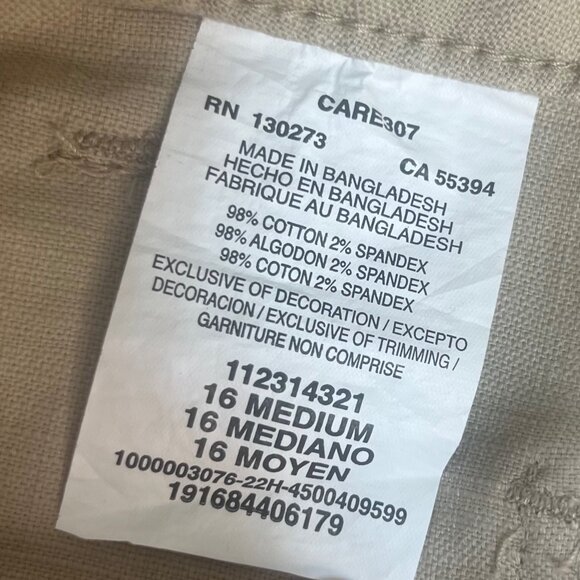 CARE307
RN 130273 CA 55394
MADE IN BANGLADESH
HECHO EN BANGLADESH
FABRIQUE AU BANGLADESH
98% COTTON 2% SPANDEX
98% ALGODON 2% SPANDEX
98% COTON 2% SPANDEX
EXCLUSIVE OF DECORATION / EXCEPTO
DECORACION / EXCLUSIVE OF TRIMMING /
GARNITURE NON COMPRISE
112314321
16 MEDIUM
16 MEDIANO
16 MOYEN
1000003076-22H-4500409599
191684406179